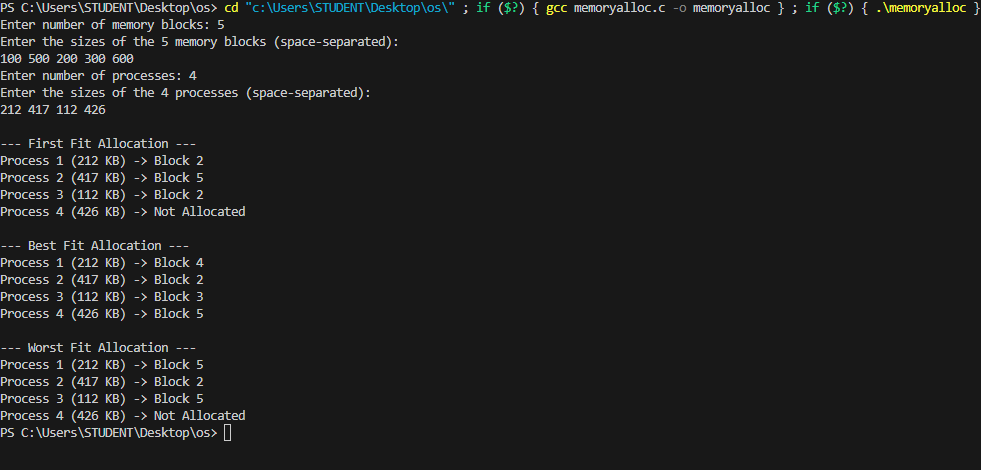 PS C:\Users\STUDENT\Desktop\os> cd "c:\Users\STUDENT\Desktop\os\" ; if ($?) { gcc memoryalloc.c -o memoryalloc } ; if ($?) { .\memoryalloc }
Enter number of memory blocks: 5
Enter the sizes of the 5 memory blocks (space-separated):
100 500 200 300 600
Enter number of processes: 4
Enter the sizes of the 4 processes (space-separated):
212 417 112 426
--- First Fit Allocation ---
Process 1 (212 KB) -> Block 2
Process 2 (417 KB) -> Block 5
Process 3 (112 KB) -> Block 2
Process 4 (426 KB) -> Not Allocated
--- Best Fit Allocation ---
Process 1 (212 KB) -> Block 4
Process 2 (417 KB) -> Block 2
Process 3 (112 KB) -> Block 3
Process 4 (426 KB) -> Block 5
--- Worst Fit Allocation ---
Process 1 (212 KB) -> Block 5
Process 2 (417 KB) -> Block 2
Process 3 (112 KB) -> Block 5
Process 4 (426 KB) -> Not Allocated
PS C:\Users\STUDENT\Desktop\os>